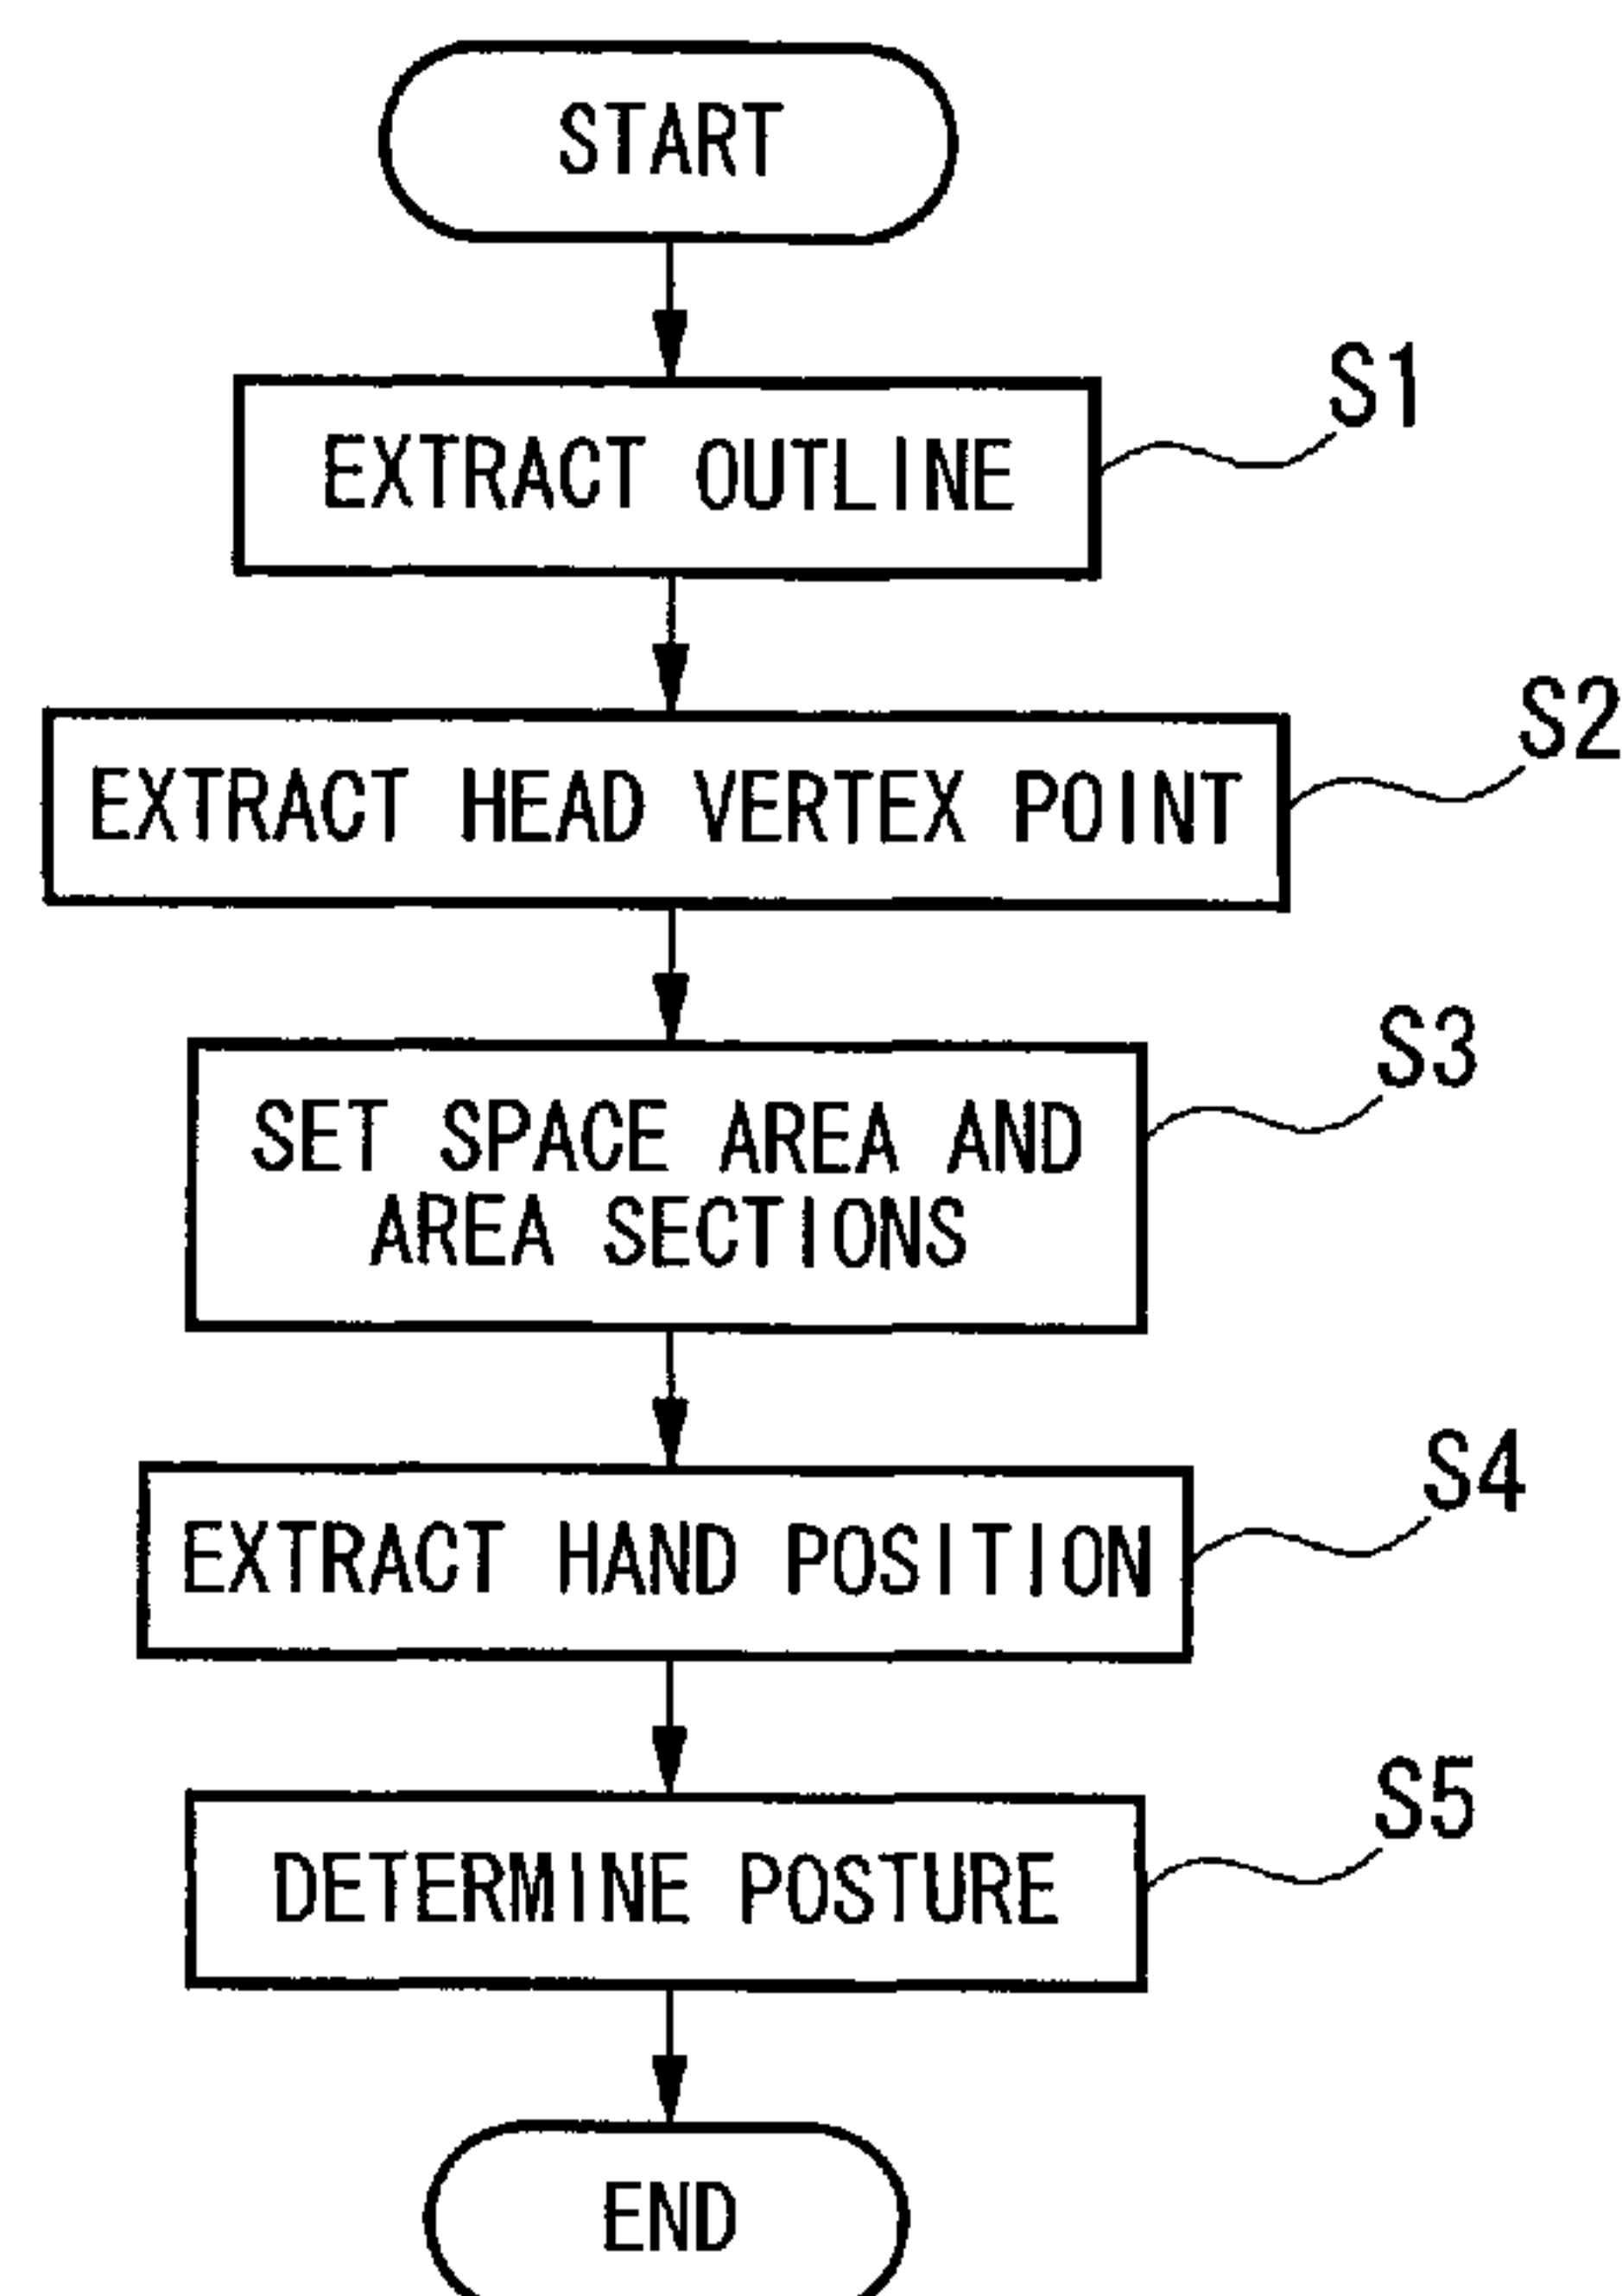 START
S1
EXTRACT OUTLINE
S2
EXTRACT HEAD VERTEX POINT
S3
SET SPACE AREA AND
AREA SECTIONS
S4
EXTRACT HAND POSITION
S5
DETERMINE POSTURE
END